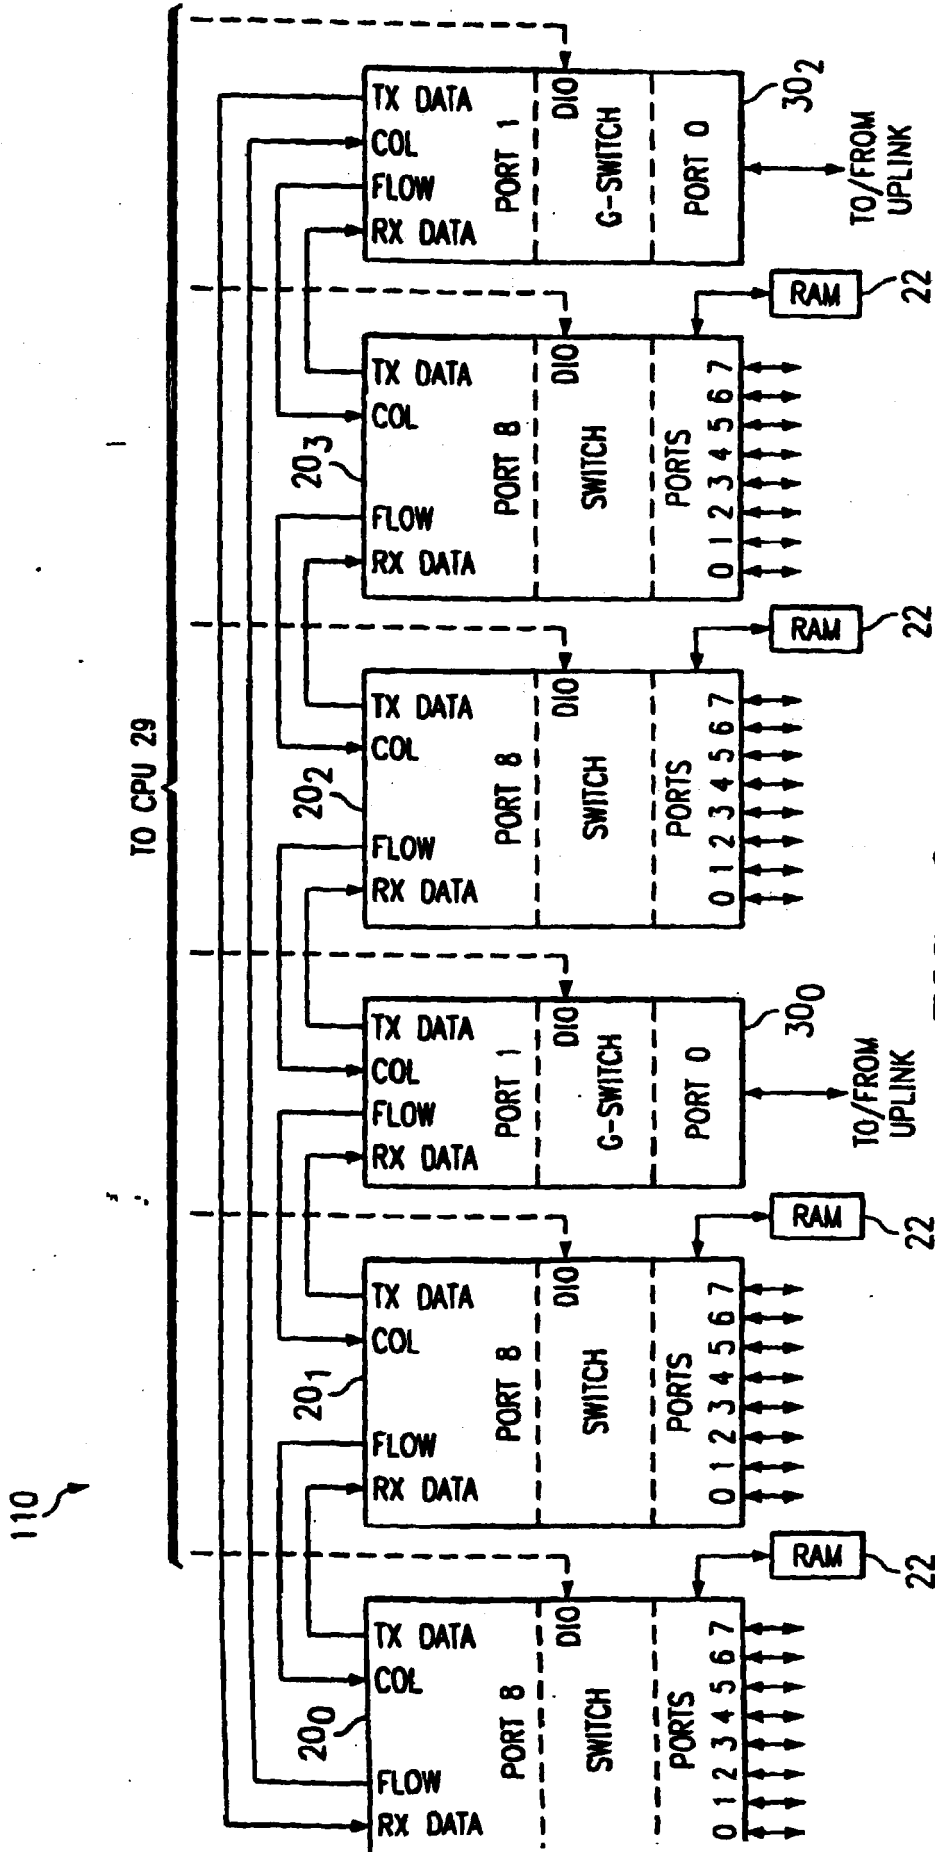 110
TO CPU 29
20₀
RX DATA
FLOW
COL
TX DATA
PORT 8
DIO
SWITCH
PORTS
0 1 2 3 4 5 6 7
RAM
22
20₁
RX DATA
FLOW
COL
TX DATA
PORT 8
DIO
SWITCH
PORTS
0 1 2 3 4 5 6 7
RAM
22
RX DATA
FLOW
COL
TX DATA
PORT 1
DIO
G-SWITCH
PORT 0
30₀
TO/FROM
UPLINK
20₂
RX DATA
FLOW
COL
TX DATA
PORT 8
DIO
SWITCH
PORTS
0 1 2 3 4 5 6 7
RAM
22
20₃
RX DATA
FLOW
COL
TX DATA
PORT 8
DIO
SWITCH
PORTS
0 1 2 3 4 5 6 7
RAM
22
RX DATA
FLOW
COL
TX DATA
PORT 1
DIO
G-SWITCH
PORT 0
30₂
TO/FROM
UPLINK